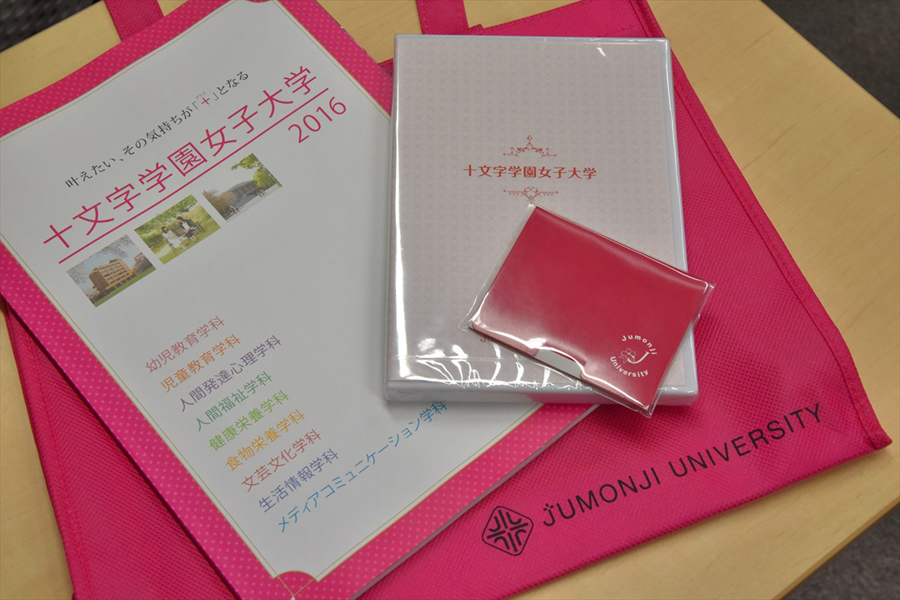 叶えたい、その気持ちが「+」となる
十文字学園女子大学
2016
幼児教育学科
児童教育学科
人間発達心理学科
人間福祉学科
健康栄養学科
食物栄養学科
文芸文化学科
生活情報学科
メディアコミュニケーション学科
十文字学園女子大学
Jumonji
University
JUMONJI UNIVERSITY